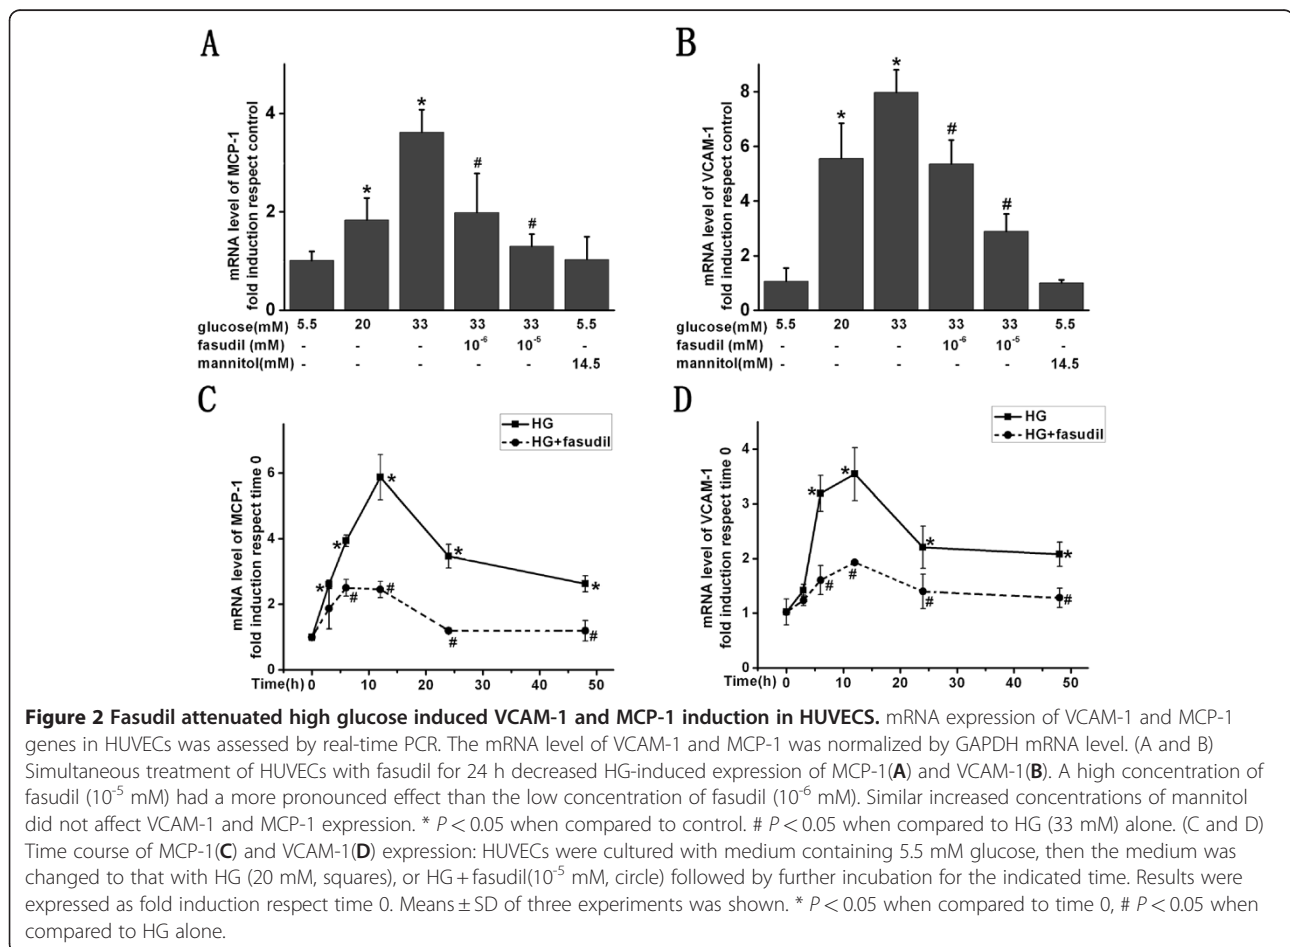 A
mRNA level of MCP-1
fold induction respect control
4
2
0
* * # #
glucose(mM) 5.5 20 33 33 33 5.5
fasudil (mM) - - - 10⁻⁶ 10⁻⁵ -
mannitol(mM) - - - - - 14.5
B
mRNA level of VCAM-1
fold induction respect control
8
6
4
2
0
* * # #
glucose(mM) 5.5 20 33 33 33 5.5
fasudil (mM) - - - 10⁻⁶ 10⁻⁵ -
mannitol(mM) - - - - - 14.5
C
HG
HG+fasudil
mRNA level of MCP-1
fold induction respect time 0
6
4
2
0
* * * * *
# # # #
Time(h) 0 10 20 30 40 50
D
HG
HG+fasudil
mRNA level of VCAM-1
fold induction respect time 0
4
3
2
1
0
* * * *
# # # #
Time(h) 0 10 20 30 40 50
Figure 2 Fasudil attenuated high glucose induced VCAM-1 and MCP-1 induction in HUVECS. mRNA expression of VCAM-1 and MCP-1
genes in HUVECs was assessed by real-time PCR. The mRNA level of VCAM-1 and MCP-1 was normalized by GAPDH mRNA level. (A and B)
Simultaneous treatment of HUVECs with fasudil for 24 h decreased HG-induced expression of MCP-1(A) and VCAM-1(B). A high concentration of
fasudil (10⁻⁵ mM) had a more pronounced effect than the low concentration of fasudil (10⁻⁶ mM). Similar increased concentrations of mannitol
did not affect VCAM-1 and MCP-1 expression. * P < 0.05 when compared to control. # P < 0.05 when compared to HG (33 mM) alone. (C and D)
Time course of MCP-1(C) and VCAM-1(D) expression: HUVECs were cultured with medium containing 5.5 mM glucose, then the medium was
changed to that with HG (20 mM, squares), or HG + fasudil(10⁻⁵ mM, circle) followed by further incubation for the indicated time. Results were
expressed as fold induction respect time 0. Means ± SD of three experiments was shown. * P < 0.05 when compared to time 0, # P < 0.05 when
compared to HG alone.